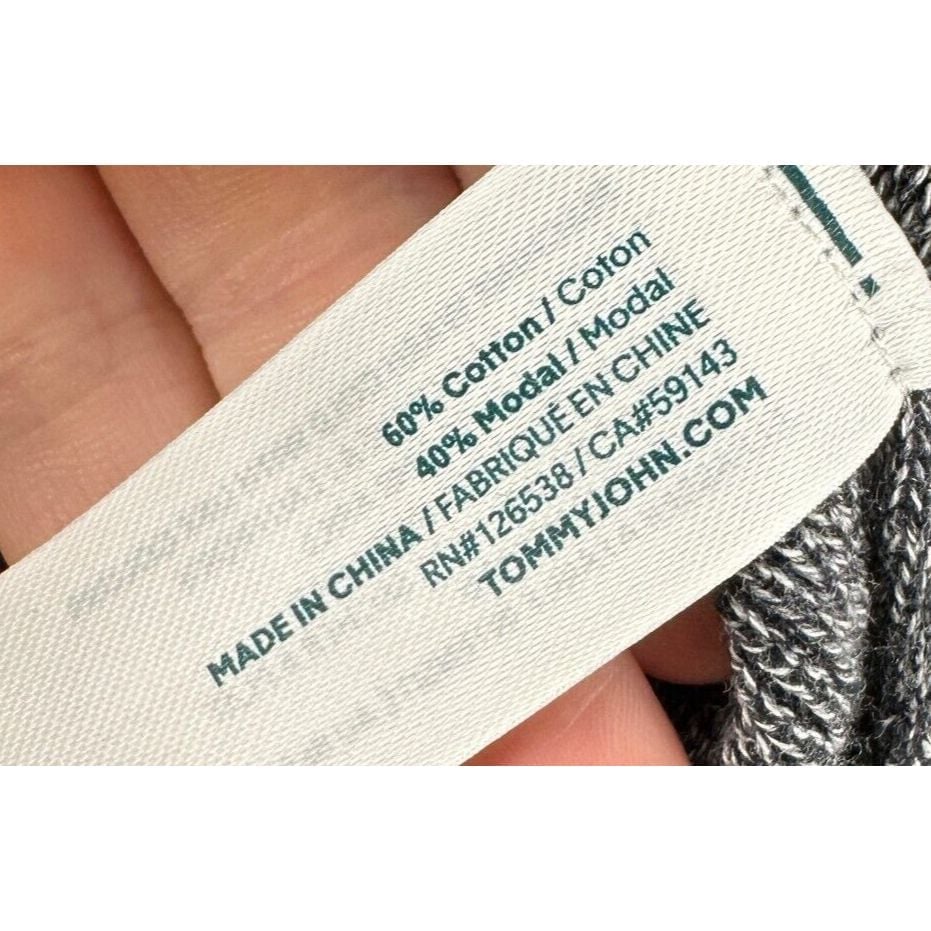 60% Cotton / Coton
40% Modal / Modal
MADE IN CHINA / FABRIQUÉ EN CHINE
RN#126538 / CA#59143
TOMMYJOHN.COM